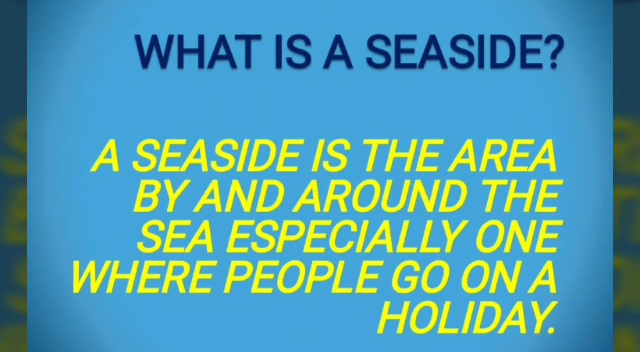 WHAT IS A SEASIDE?
A SEASIDE IS THE AREA
BY AND AROUND THE
SEA ESPECIALLY ONE
WHERE PEOPLE GO ON A
HOLIDAY.